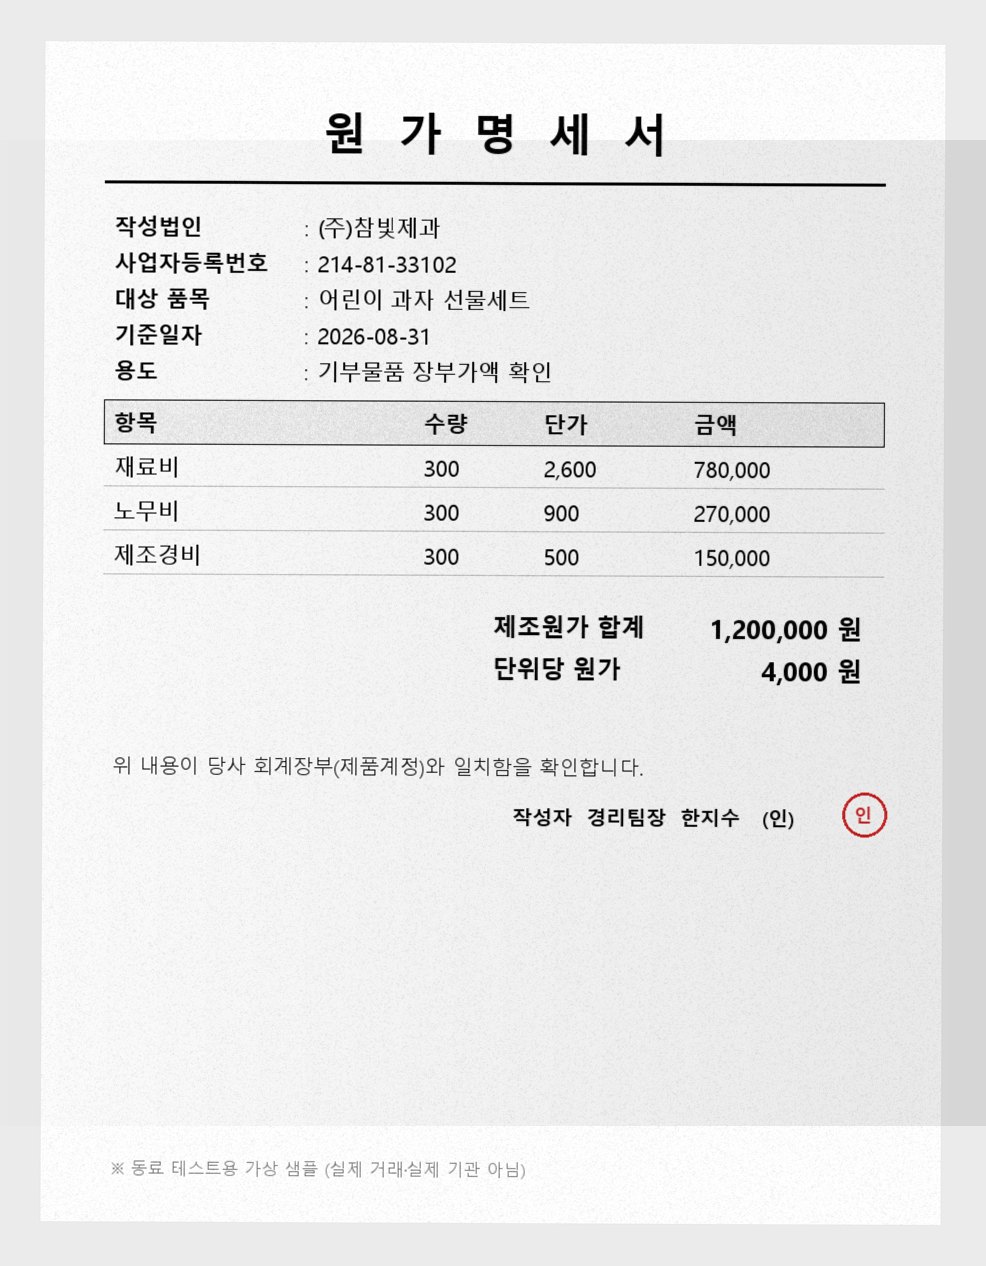 원 가 명 세 서
작성법인 : (주)참빛제과
사업자등록번호 : 214-81-33102
대상 품목 : 어린이 과자 선물세트
기준일자 : 2026-08-31
용도 : 기부물품 장부가액 확인
항목 수량 단가 금액
재료비 300 2,600 780,000
노무비 300 900 270,000
제조경비 300 500 150,000
제조원가 합계 1,200,000 원
단위당 원가 4,000 원
위 내용이 당사 회계장부(제품계정)와 일치함을 확인합니다.
작성자 경리팀장 한지수 (인) 인
※ 동료 테스트용 가상 샘플 (실제 거래·실제 기관 아님)